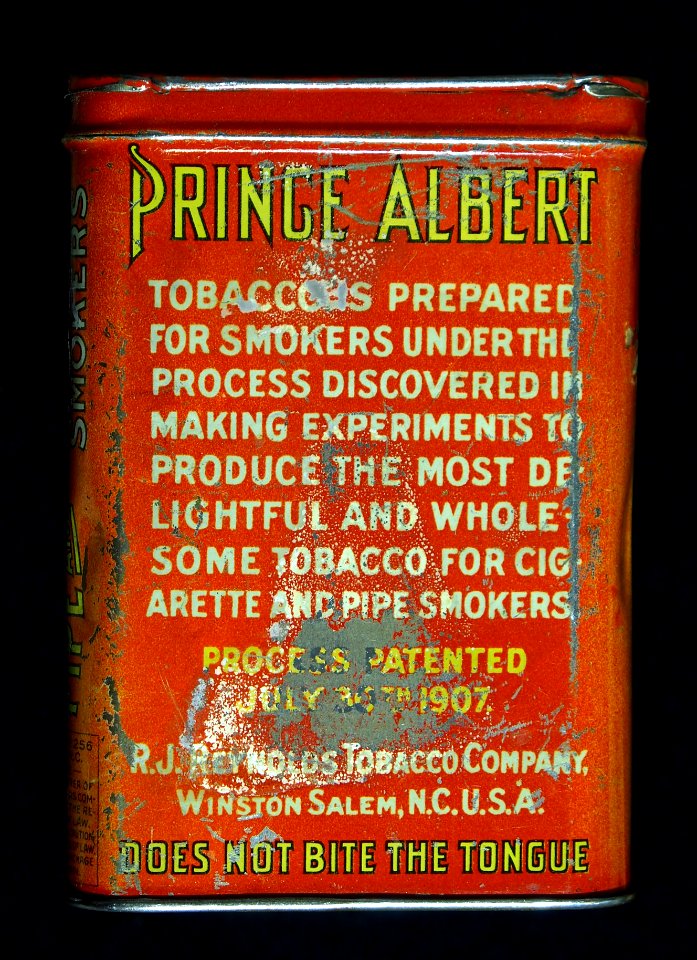 PRINCE ALBERT
TOBACCO IS PREPARED
FOR SMOKERS UNDER THE
PROCESS DISCOVERED IN
MAKING EXPERIMENTS TO
PRODUCE THE MOST DE-
LIGHTFUL AND WHOLE-
SOME TOBACCO FOR CIG-
ARETTE AND PIPE SMOKERS.
PROCESS PATENTED
JULY 30TH 1907.
R.J. REYNOLDS TOBACCO COMPANY,
WINSTON SALEM, N.C. U.S.A.
DOES NOT BITE THE TONGUE
SMOKERS
PIPE
256